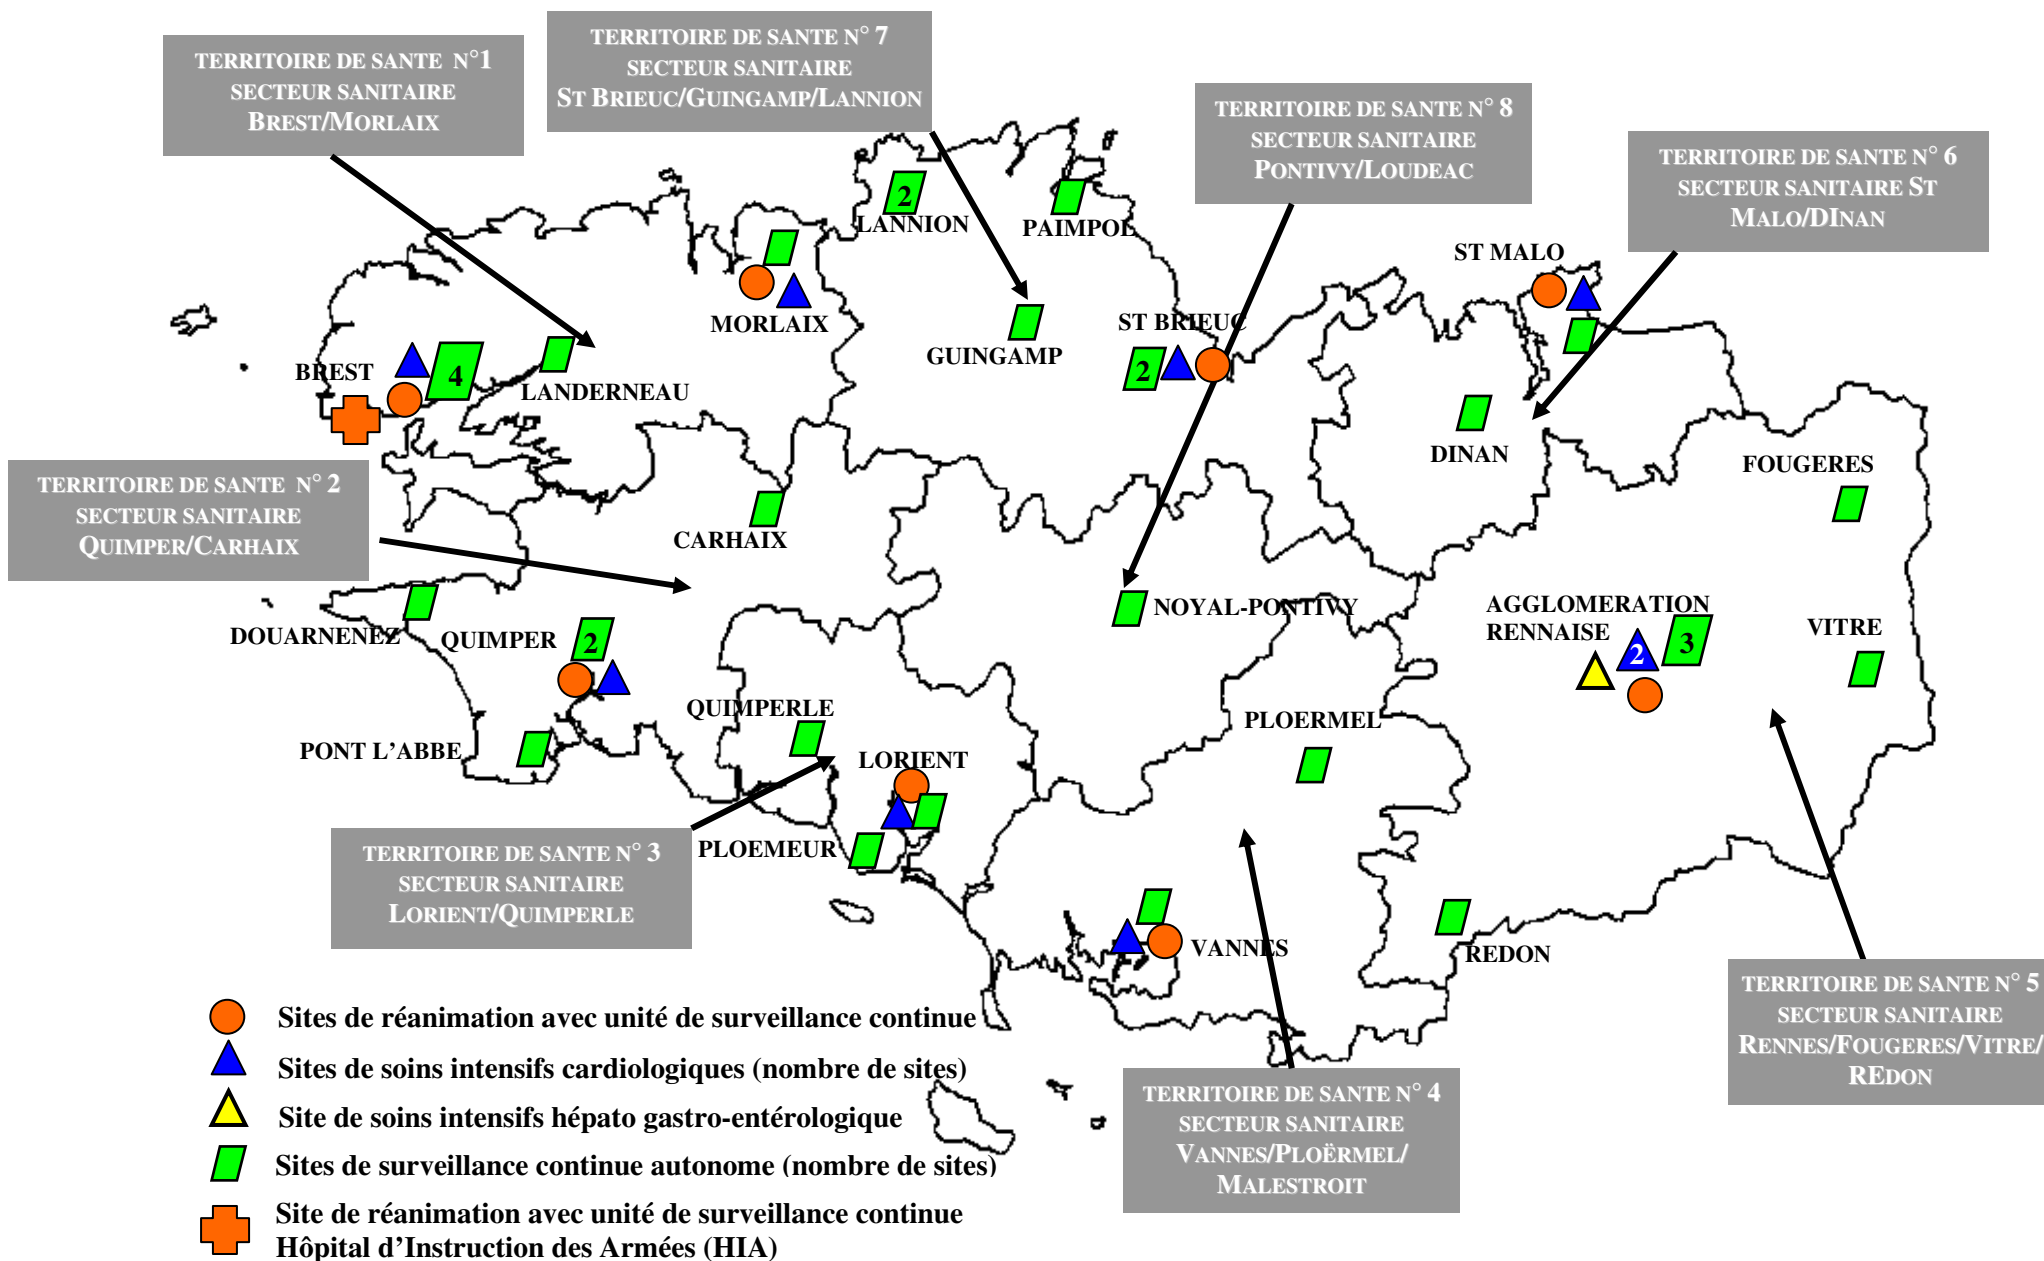 TERRITOIRE DE SANTE N°1
SECTEUR SANITAIRE
BREST/MORLAIX
TERRITOIRE DE SANTE N° 7
SECTEUR SANITAIRE
ST BRIEUC/GUINGAMP/LANNION
TERRITOIRE DE SANTE N° 8
SECTEUR SANITAIRE
PONTIVY/LOUDEAC
TERRITOIRE DE SANTE N° 6
SECTEUR SANITAIRE ST
MALO/DINAN
2
LANNION
PAIMPOL
ST MALO
MORLAIX
GUINGAMP
ST BRIEUC
2
BREST
4
LANDERNEAU
DINAN
FOUGERES
TERRITOIRE DE SANTE N° 2
SECTEUR SANITAIRE
QUIMPER/CARHAIX
CARHAIX
DOUARNENEZ
QUIMPER
2
NOYAL-PONTIVY
AGGLOMERATION
RENNAISE
2
3
VITRE
QUIMPERLE
PLOERMEL
PONT L'ABBE
LORIENT
TERRITOIRE DE SANTE N° 3
SECTEUR SANITAIRE
LORIENT/QUIMPERLE
PLOEMEUR
VANNES
REDON
TERRITOIRE DE SANTE N° 5
SECTEUR SANITAIRE
RENNES/FOUGERES/VITRE/
REDON
TERRITOIRE DE SANTE N° 4
SECTEUR SANITAIRE
VANNES/PLOËRMEL/
MALESTROIT
Sites de réanimation avec unité de surveillance continue
Sites de soins intensifs cardiologiques (nombre de sites)
Site de soins intensifs hépato gastro-entérologique
Sites de surveillance continue autonome (nombre de sites)
Site de réanimation avec unité de surveillance continue
Hôpital d'Instruction des Armées (HIA)